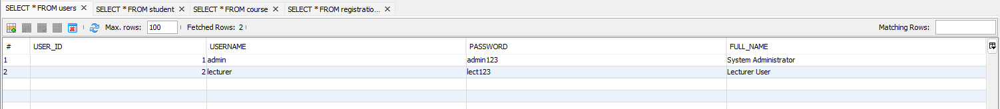 SELECT * FROM users SELECT * FROM student SELECT * FROM course SELECT * FROM registratio...
Max. rows: 100 Fetched Rows: 2 Matching Rows:
# USER_ID USERNAME PASSWORD FULL_NAME
1 1 admin admin123 System Administrator
2 2 lecturer lect123 Lecturer User